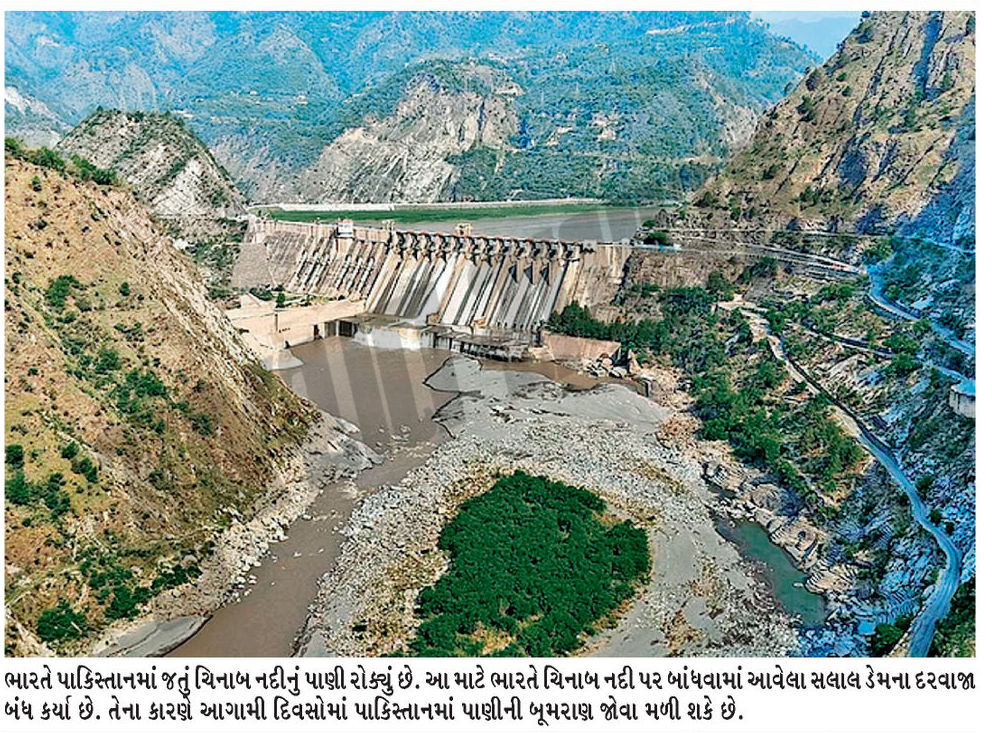 ભારતે પાકિસ્તાનમાં જતું ચિનાબ નદીનું પાણી રોક્યું છે. આ માટે ભારતે ચિનાબ નદી પર બાંધવામાં આવેલા સલાલ ડેમના દરવાજા
બંધ કર્યા છે. તેના કારણે આગામી દિવસોમાં પાકિસ્તાનમાં પાણીની બૂમરાણ જોવા મળી શકે છે.